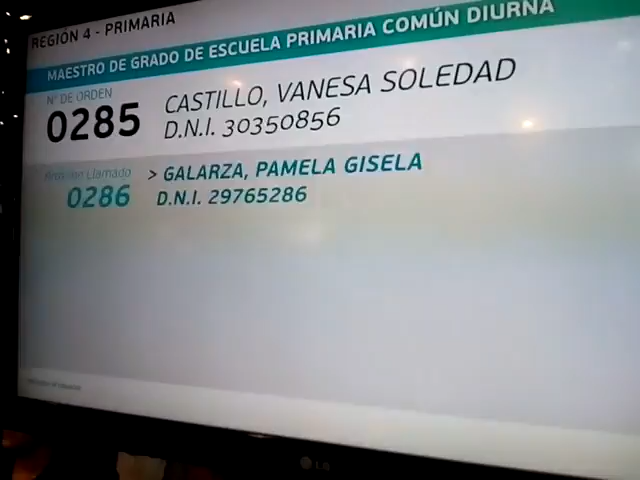 REGIÓN 4 - PRIMARIA
MAESTRO DE GRADO DE ESCUELA PRIMARIA COMÚN DIURNA
N° DE ORDEN
0285
CASTILLO, VANESA SOLEDAD
D.N.I. 30350856
Llamado
0286
> GALARZA, PAMELA GISELA
D.N.I. 29765286
LG